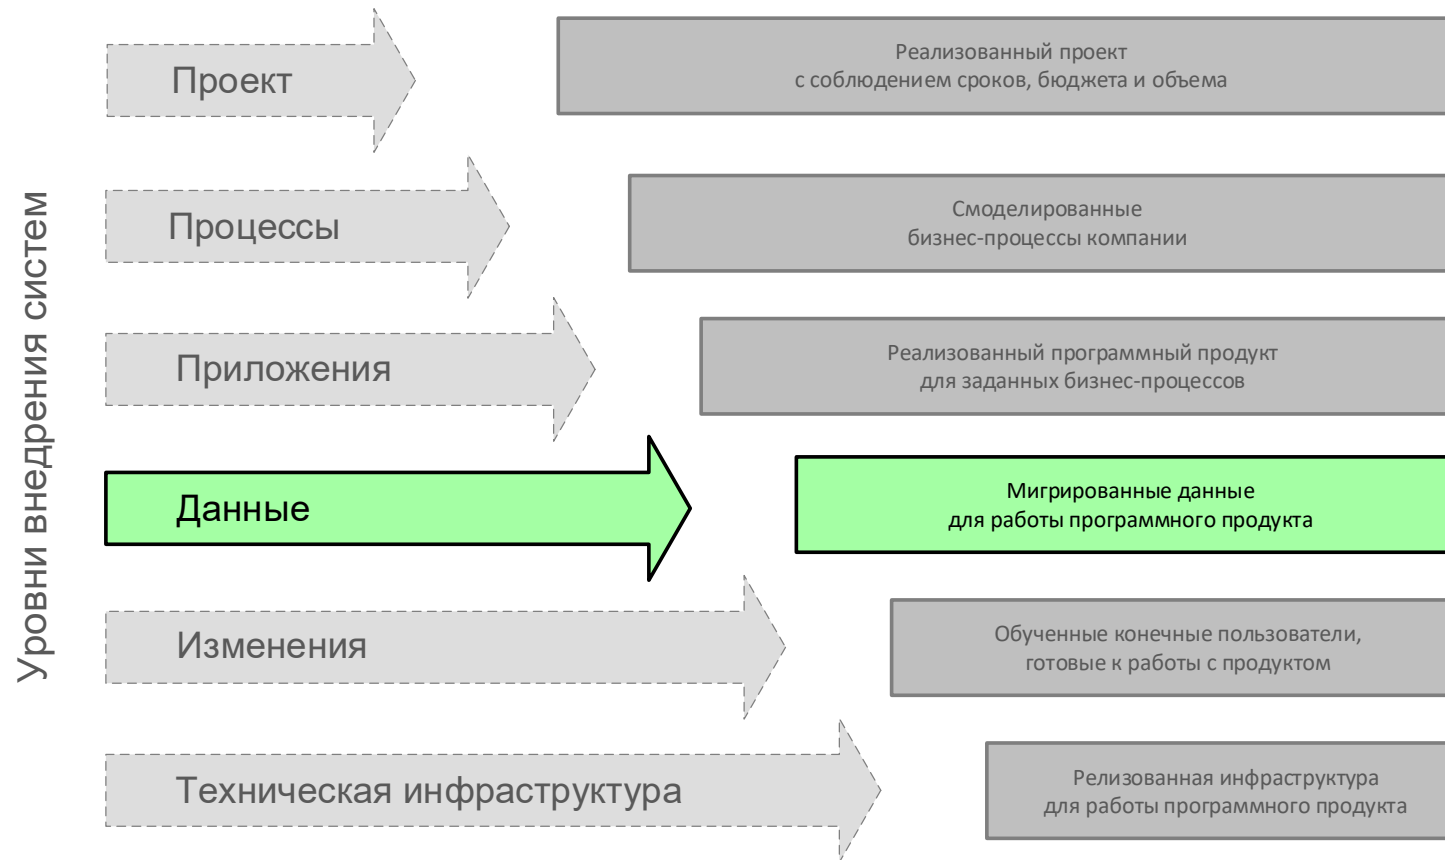 Уровни внедрения систем
Проект
Реализованный проект
с соблюдением сроков, бюджета и объема
Процессы
Смоделированные
бизнес-процессы компании
Приложения
Реализованный программный продукт
для заданных бизнес-процессов
Данные
Мигрированные данные
для работы программного продукта
Изменения
Обученные конечные пользователи,
готовые к работы с продуктом
Техническая инфраструктура
Релизованная инфраструктура
для работы программного продукта